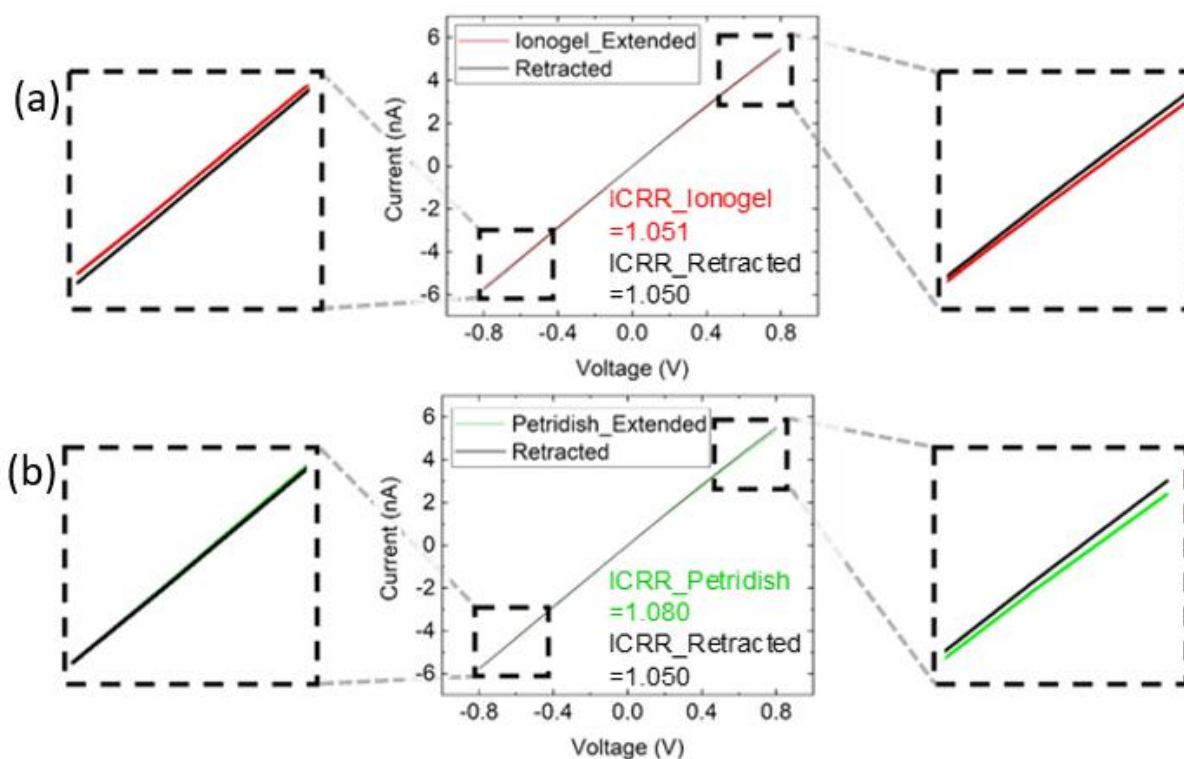 (a)
Ionogel_Extended
Retracted
Current (nA)
6
4
2
0
-2
-4
-6
ICRR_Ionogel
=1.051
ICRR_Retracted
=1.050
-0.8 -0.4 0.0 0.4 0.8
Voltage (V)
(b)
Petridish_Extended
Retracted
Current (nA)
6
4
2
0
-2
-4
-6
ICRR_Petridish
=1.080
ICRR_Retracted
=1.050
-0.8 -0.4 0.0 0.4 0.8
Voltage (V)